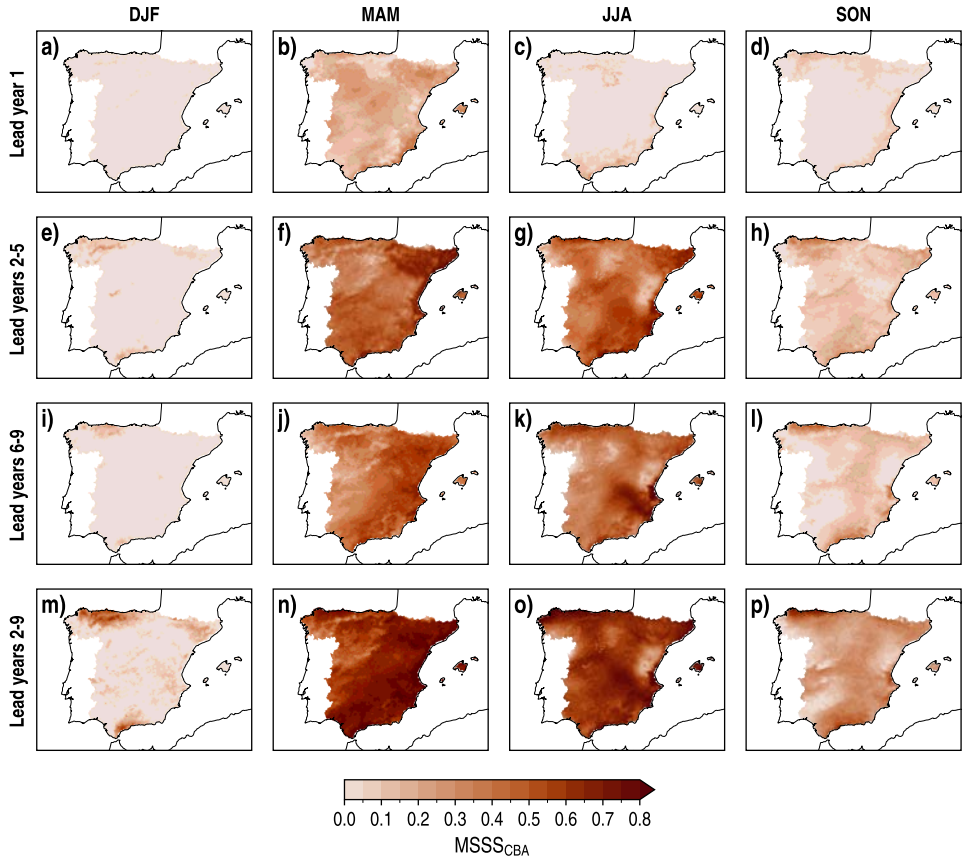 DJF MAM JJA SON
Lead year 1
a) b) c) d)
Lead years 2-5
e) f) g) h)
Lead years 6-9
i) j) k) l)
Lead years 2-9
m) n) o) p)
0.0 0.1 0.2 0.3 0.4 0.5 0.6 0.7 0.8
MSSS_CBA